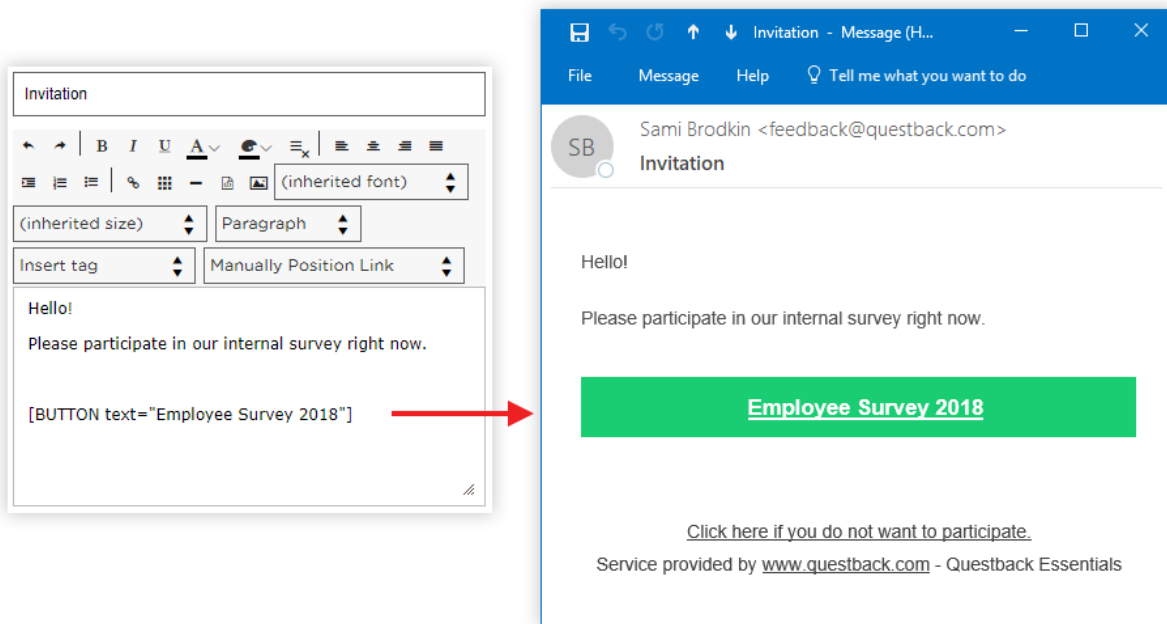 Invitation
B I U A
(inherited font)
(inherited size) Paragraph
Insert tag Manually Position Link
Hello!
Please participate in our internal survey right now.
[BUTTON text="Employee Survey 2018"]
Invitation - Message (H...
File Message Help Tell me what you want to do
SB
Sami Brodkin <feedback@questback.com>
Invitation
Hello!
Please participate in our internal survey right now.
Employee Survey 2018
Click here if you do not want to participate.
Service provided by www.questback.com - Questback Essentials